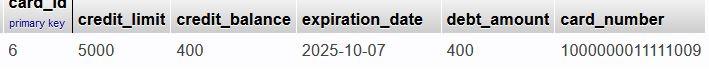 card_id credit_limit credit_balance expiration_date debt_amount card_number
primary key
6 5000 400 2025-10-07 400 1000000011111009